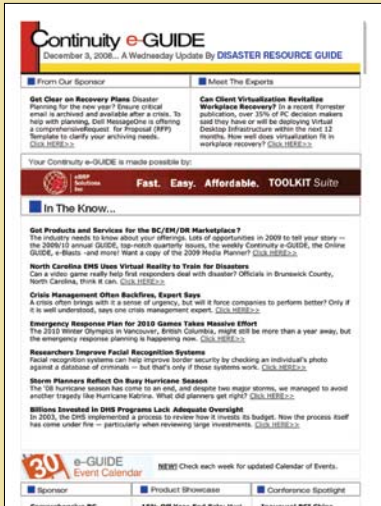 Continuity e-GUIDE
December 3, 2008... A Wednesday Update By DISASTER RESOURCE GUIDE
From Our Sponsor
Get Clear on Recovery Plans Disaster
Planning for the new year? Ensure critical
email is archived and available after a crisis. To
help with planning, Dell MessageOne is offering
a comprehensiveRequest for Proposal (RFP)
Template to clarify your archiving needs.
Click HERE>>
Meet The Experts
Can Client Virtualization Revitalize
Workplace Recovery? In a recent Forrester
publication, over 35% of PC decision makers
said they have or will be deploying Virtual
Desktop Infrastructure within the next 12
months. How well does virtualization fit in
workplace recovery? Click HERE>>
Your Continuity e-GUIDE is made possible by:
eBRP
Solutions
Inc
Fast. Easy. Affordable. TOOLKIT Suite
In The Know...
Got Products and Services for the BC/EM/DR Marketplace?
The industry needs to know about your offerings. Lots of opportunities in 2009 to tell your story —
the 2009/10 annual GUIDE, top-notch quarterly issues, the weekly Continuity e-GUIDE, the Online
GUIDE, e-Blasts -and more! Want a copy of the 2009 Media Planner? Click HERE>>
North Carolina EMS Uses Virtual Reality to Train for Disasters
Can a video game really help first responders deal with disaster? Officials in Brunswick County,
North Carolina, think it can. Click HERE>>
Crisis Management Often Backfires, Expert Says
A crisis often brings with it a sense of urgency, but will it force companies to perform better? Only if
it is well understood, says one crisis management expert. Click HERE>>
Emergency Response Plan for 2010 Games Takes Massive Effort
The 2010 Winter Olympics in Vancouver, British Columbia, might still be more than a year away, but
the emergency response planning is happening now. Click HERE>>
Researchers Improve Facial Recognition Systems
Facial recognition systems can help improve border security by checking an individual's photo
against a database of criminals — but that's only if those systems work. Click HERE>>
Storm Planners Reflect On Busy Hurricane Season
The '08 hurricane season has come to an end, and despite two major storms, we managed to avoid
another tragedy like Hurricane Katrina. What did planners get right? Click HERE>>
Billions Invested in DHS Programs Lack Adequate Oversight
In 2003, the DHS implemented a process to review how it invests its budget. Now the process itself
has come under fire — particularly when reviewing large investments. Click HERE>>
30
e-GUIDE
Event Calendar
NEW! Check each week for updated Calendar of Events.
Sponsor
Product Showcase
Conference Spotlight